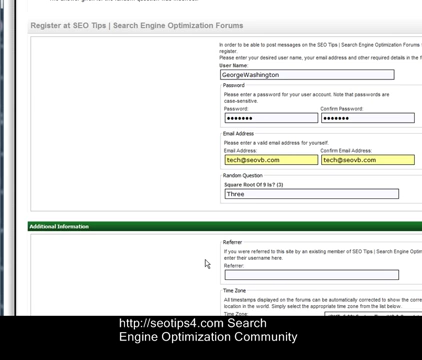 Register at SEO Tips | Search Engine Optimization Forums
In order to be able to post messages on the SEO Tips | Search Engine Optimization Forums
register.
Please enter your desired user name, your email address and other required details in the
User Name:
GeorgeWashington
Password
Please enter a password for your user account. Note that passwords are
case-sensitive.
Password: Confirm Password:
Email Address
Please enter a valid email address for yourself.
Email Address: Confirm Email Address:
tech@seovb.com tech@seovb.com
Random Question
Square Root Of 9 Is? (3)
Three
Additional Information
Referrer
If you were referred to this site by an existing member of SEO Tips | Search Engine
enter their username here.
Referrer:
Time Zone
All timestamps displayed on the forums can be automatically corrected to show the
location in the world. Simply select the appropriate time zone from the list below.
Time Zone:
http://seotips4.com Search
Engine Optimization Community